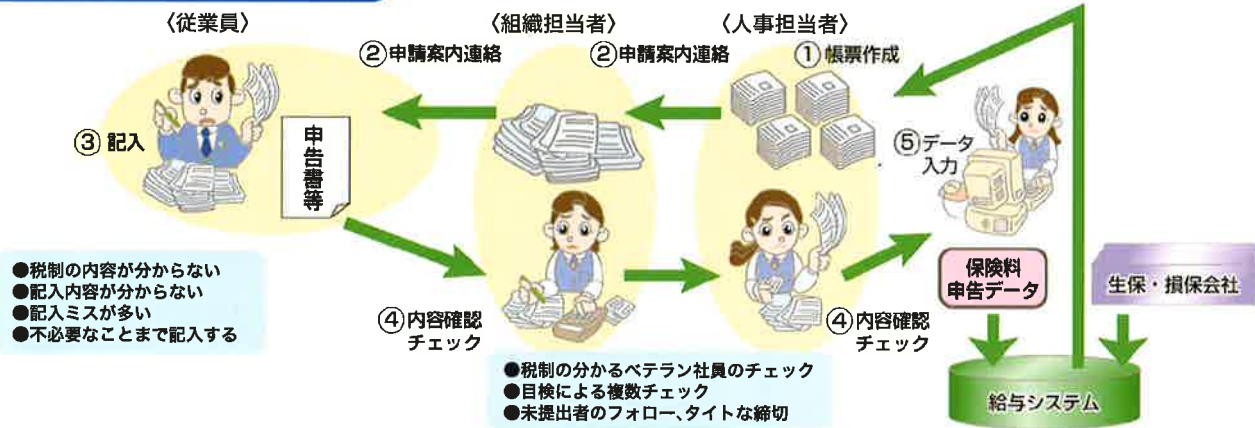 〈従業員〉
〈組織担当者〉
〈人事担当者〉
②申請案内連絡
②申請案内連絡
①帳票作成
③記入
申告書等
⑤データ
入力
●税制の内容が分からない
●記入内容が分からない
●記入ミスが多い
●不必要なことまで記入する
④内容確認
チェック
④内容確認
チェック
●税制の分かるベテラン社員のチェック
●目検による複数チェック
●未提出者のフォロー、タイトな締切
保険料
申告データ
生保・損保会社
給与システム